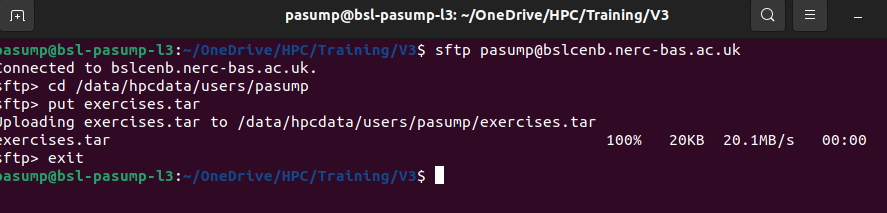 pasump@bsl-pasump-l3: ~/OneDrive/HPC/Training/V3
pasump@bsl-pasump-l3:~/OneDrive/HPC/Training/V3$ sftp pasump@bslcenb.nerc-bas.ac.uk
Connected to bslcenb.nerc-bas.ac.uk.
sftp> cd /data/hpcdata/users/pasump
sftp> put exercises.tar
Uploading exercises.tar to /data/hpcdata/users/pasump/exercises.tar
exercises.tar 100% 20KB 20.1MB/s 00:00
sftp> exit
pasump@bsl-pasump-l3:~/OneDrive/HPC/Training/V3$